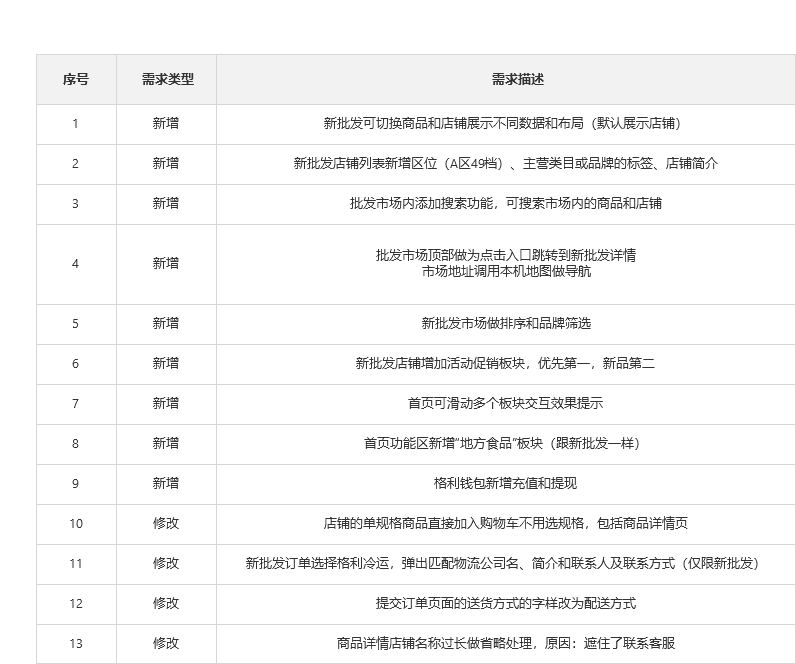 序号 需求类型 需求描述
1 新增 新批发可切换商品和店铺展示不同数据和布局（默认展示店铺）
2 新增 新批发店铺列表新增区位（A区49档）、主营类目或品牌的标签、店铺简介
3 新增 批发市场内添加搜索功能，可搜索市场内的商品和店铺
4 新增 批发市场顶部做为点击入口跳转到新批发详情
市场地址调用本机地图做导航
5 新增 新批发市场做排序和品牌筛选
6 新增 新批发店铺增加活动促销板块，优先第一，新品第二
7 新增 首页可滑动多个板块交互效果提示
8 新增 首页功能区新增“地方食品”板块（跟新批发一样）
9 新增 格利钱包新增充值和提现
10 修改 店铺的单规格商品直接加入购物车不用选规格，包括商品详情页
11 修改 新批发订单选择格利冷运，弹出匹配物流公司名、简介和联系人及联系方式（仅限新批发）
12 修改 提交订单页面的送货方式的字样改为配送方式
13 修改 商品详情店铺名称过长做省略处理，原因：遮住了联系客服